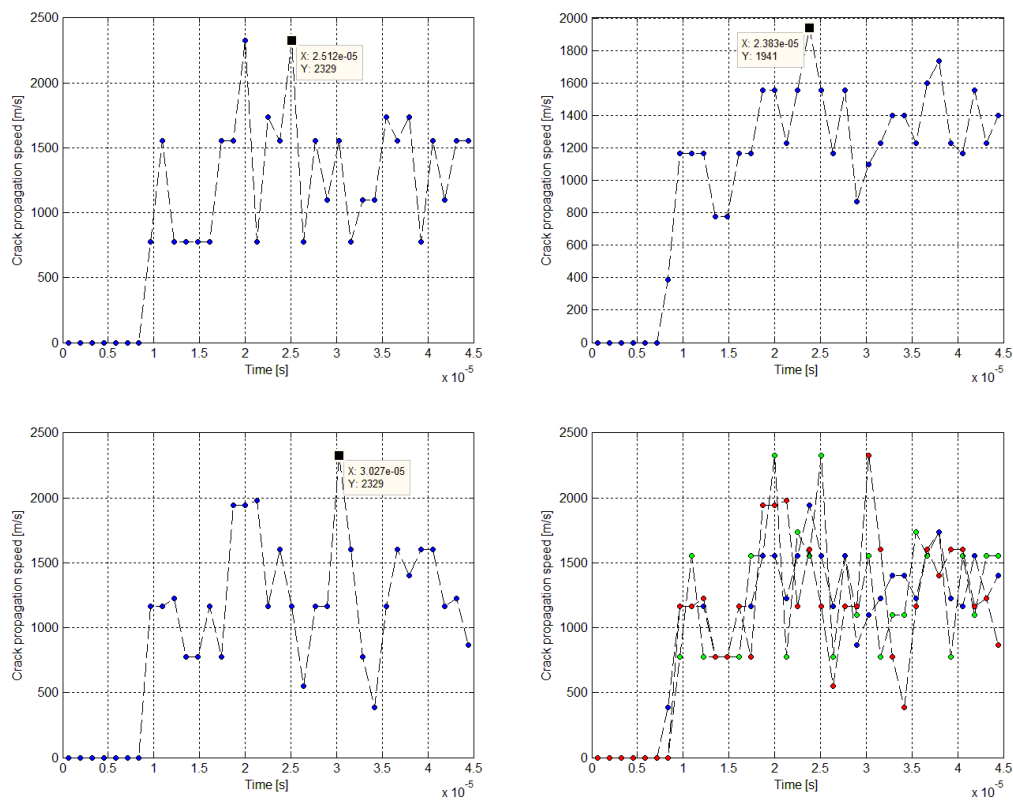 2500
2000
1500
1000
500
0
Crack propagation speed [m/s]
X: 2.512e-05
Y: 2329
0 0.5 1 1.5 2 2.5 3 3.5 4 4.5
Time [s]
x 10⁻⁵
2000
1800
1600
1400
1200
1000
800
600
400
200
0
Crack propagation speed [m/s]
X: 2.383e-05
Y: 1941
0 0.5 1 1.5 2 2.5 3 3.5 4 4.5
Time [s]
x 10⁻⁵
2500
2000
1500
1000
500
0
Crack propagation speed [m/s]
X: 3.027e-05
Y: 2329
0 0.5 1 1.5 2 2.5 3 3.5 4 4.5
Time [s]
x 10⁻⁵
2500
2000
1500
1000
500
0
Crack propagation speed [m/s]
0 0.5 1 1.5 2 2.5 3 3.5 4 4.5
Time [s]
x 10⁻⁵